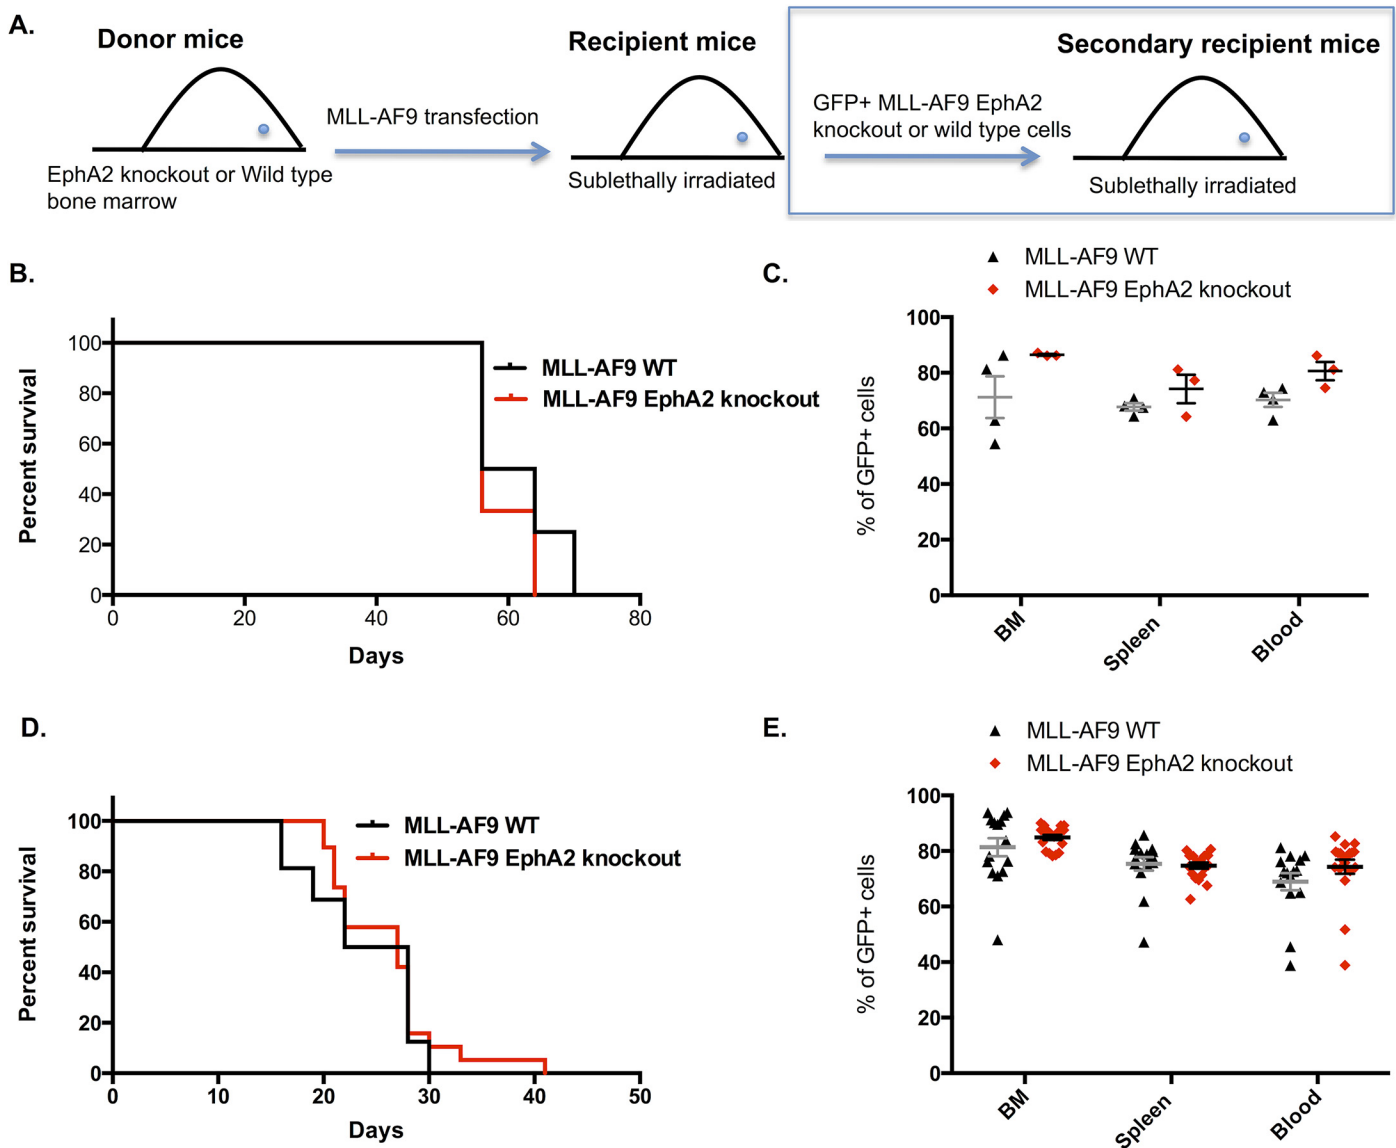 A.
Donor mice
Recipient mice
Secondary recipient mice
MLL-AF9 transfection
GFP+ MLL-AF9 EphA2
knockout or wild type cells
EphA2 knockout or Wild type
bone marrow
Sublethally irradiated
Sublethally irradiated
B.
Percent survival
100
80
60
40
20
0
0 20 40 60 80
Days
MLL-AF9 WT
MLL-AF9 EphA2 knockout
C.
MLL-AF9 WT
MLL-AF9 EphA2 knockout
% of GFP+ cells
100
80
60
40
20
0
BM
Spleen
Blood
D.
Percent survival
100
80
60
40
20
0
0 10 20 30 40 50
Days
MLL-AF9 WT
MLL-AF9 EphA2 knockout
E.
MLL-AF9 WT
MLL-AF9 EphA2 knockout
% of GFP+ cells
100
80
60
40
20
0
BM
Spleen
Blood